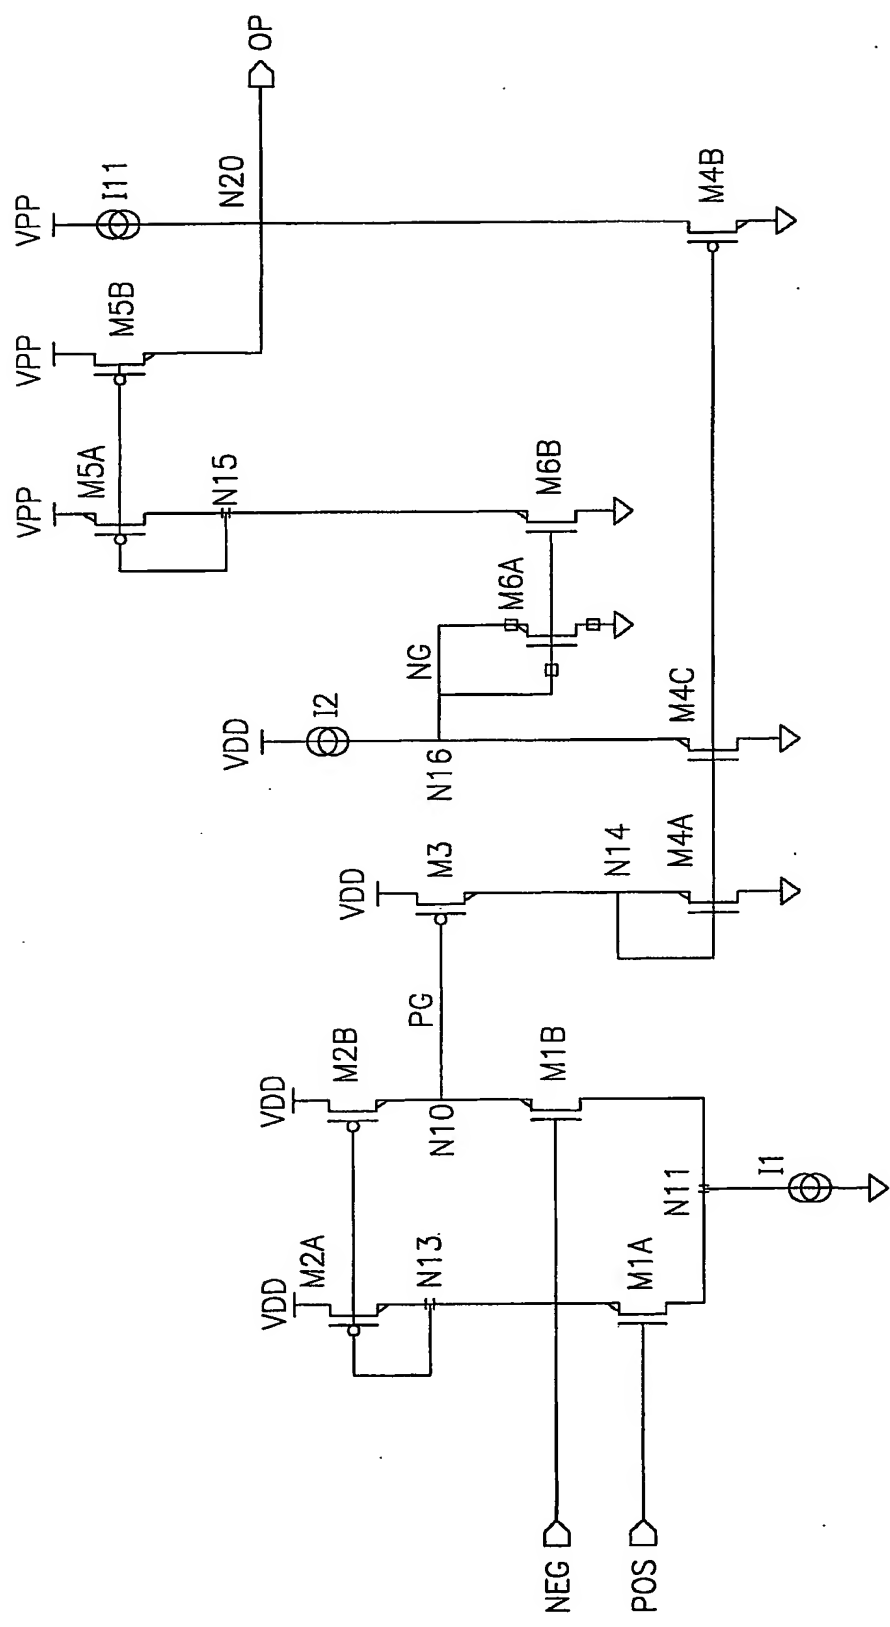 VPP
I11
N20
OP
M4B
VPP
M5B
VPP
M5A
N15
M6B
M6A
NG
VDD
I2
N16
M4C
VDD
M3
N14
M4A
PG
VDD
M2B
N10
M1B
N11
I1
VDD
M2A
N13
M1A
NEG
POS